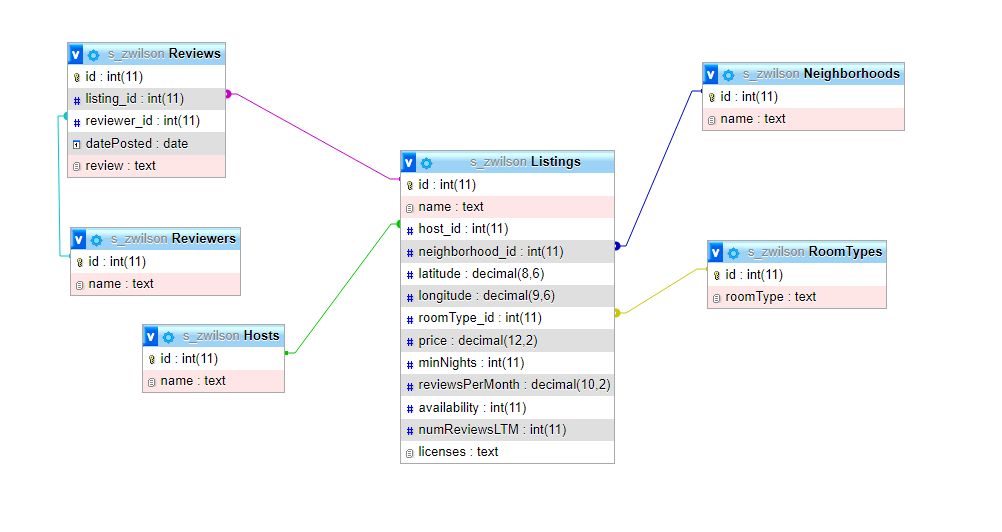 s_zwilson Reviews
id : int(11)
listing_id : int(11)
reviewer_id : int(11)
datePosted : date
review : text
s_zwilson Reviewers
id : int(11)
name : text
s_zwilson Hosts
id : int(11)
name : text
s_zwilson Listings
id : int(11)
name : text
host_id : int(11)
neighborhood_id : int(11)
latitude : decimal(8,6)
longitude : decimal(9,6)
roomType_id : int(11)
price : decimal(12,2)
minNights : int(11)
reviewsPerMonth : decimal(10,2)
availability : int(11)
numReviewsLTM : int(11)
licenses : text
s_zwilson Neighborhoods
id : int(11)
name : text
s_zwilson RoomTypes
id : int(11)
roomType : text